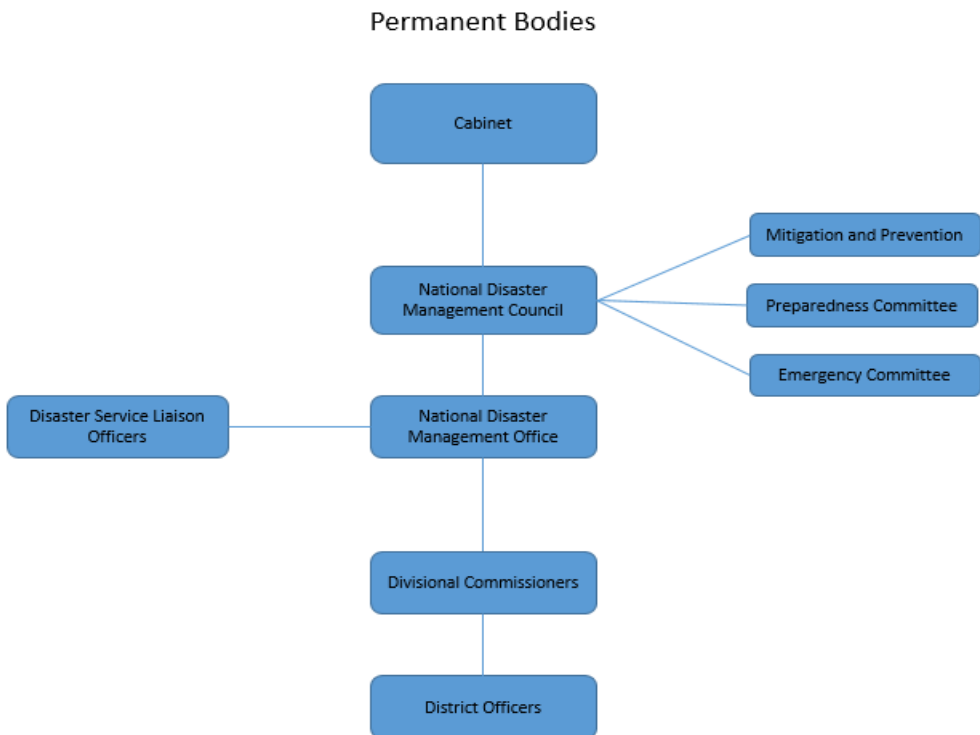 Permanent Bodies
Cabinet
Mitigation and Prevention
National Disaster
Management Council
Preparedness Committee
Emergency Committee
Disaster Service Liaison
Officers
National Disaster
Management Office
Divisional Commissioners
District Officers